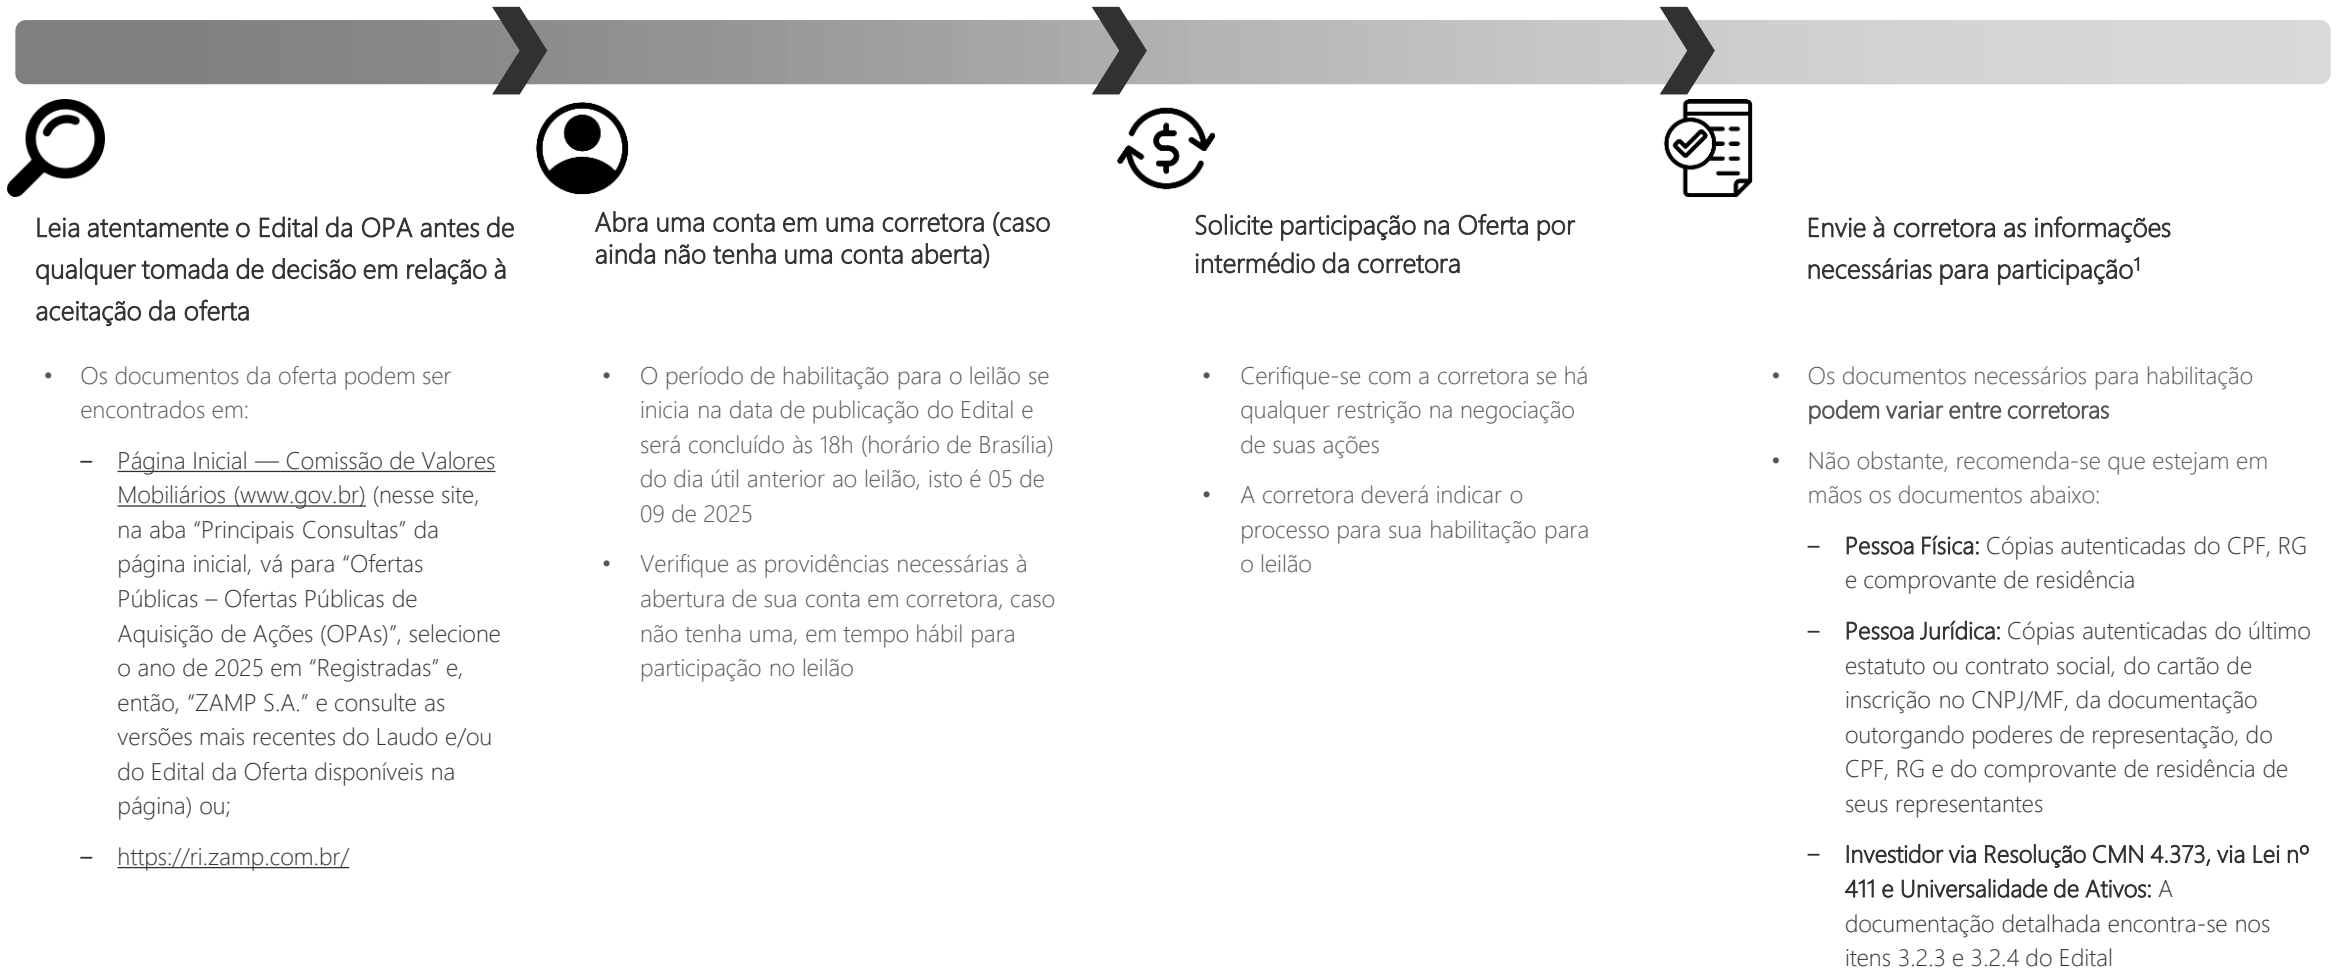 Leia atentamente o Edital da OPA antes de
qualquer tomada de decisão em relação à
aceitação da oferta
• Os documentos da oferta podem ser
encontrados em:
– Página Inicial — Comissão de Valores
Mobiliários (www.gov.br) (nesse site,
na aba “Principais Consultas” da
página inicial, vá para “Ofertas
Públicas – Ofertas Públicas de
Aquisição de Ações (OPAs)”, selecione
o ano de 2025 em “Registradas” e,
então, “ZAMP S.A.” e consulte as
versões mais recentes do Laudo e/ou
do Edital da Oferta disponíveis na
página) ou;
– https://ri.zamp.com.br/
Abra uma conta em uma corretora (caso
ainda não tenha uma conta aberta)
• O período de habilitação para o leilão se
inicia na data de publicação do Edital e
será concluído às 18h (horário de Brasília)
do dia útil anterior ao leilão, isto é 05 de
09 de 2025
• Verifique as providências necessárias à
abertura de sua conta em corretora, caso
não tenha uma, em tempo hábil para
participação no leilão
Solicite participação na Oferta por
intermédio da corretora
• Cerifique-se com a corretora se há
qualquer restrição na negociação
de suas ações
• A corretora deverá indicar o
processo para sua habilitação para
o leilão
Envie à corretora as informações
necessárias para participação¹
• Os documentos necessários para habilitação
podem variar entre corretoras
• Não obstante, recomenda-se que estejam em
mãos os documentos abaixo:
– Pessoa Física: Cópias autenticadas do CPF, RG
e comprovante de residência
– Pessoa Jurídica: Cópias autenticadas do último
estatuto ou contrato social, do cartão de
inscrição no CNPJ/MF, da documentação
outorgando poderes de representação, do
CPF, RG e do comprovante de residência de
seus representantes
– Investidor via Resolução CMN 4.373, via Lei nº
411 e Universalidade de Ativos: A
documentação detalhada encontra-se nos
itens 3.2.3 e 3.2.4 do Edital